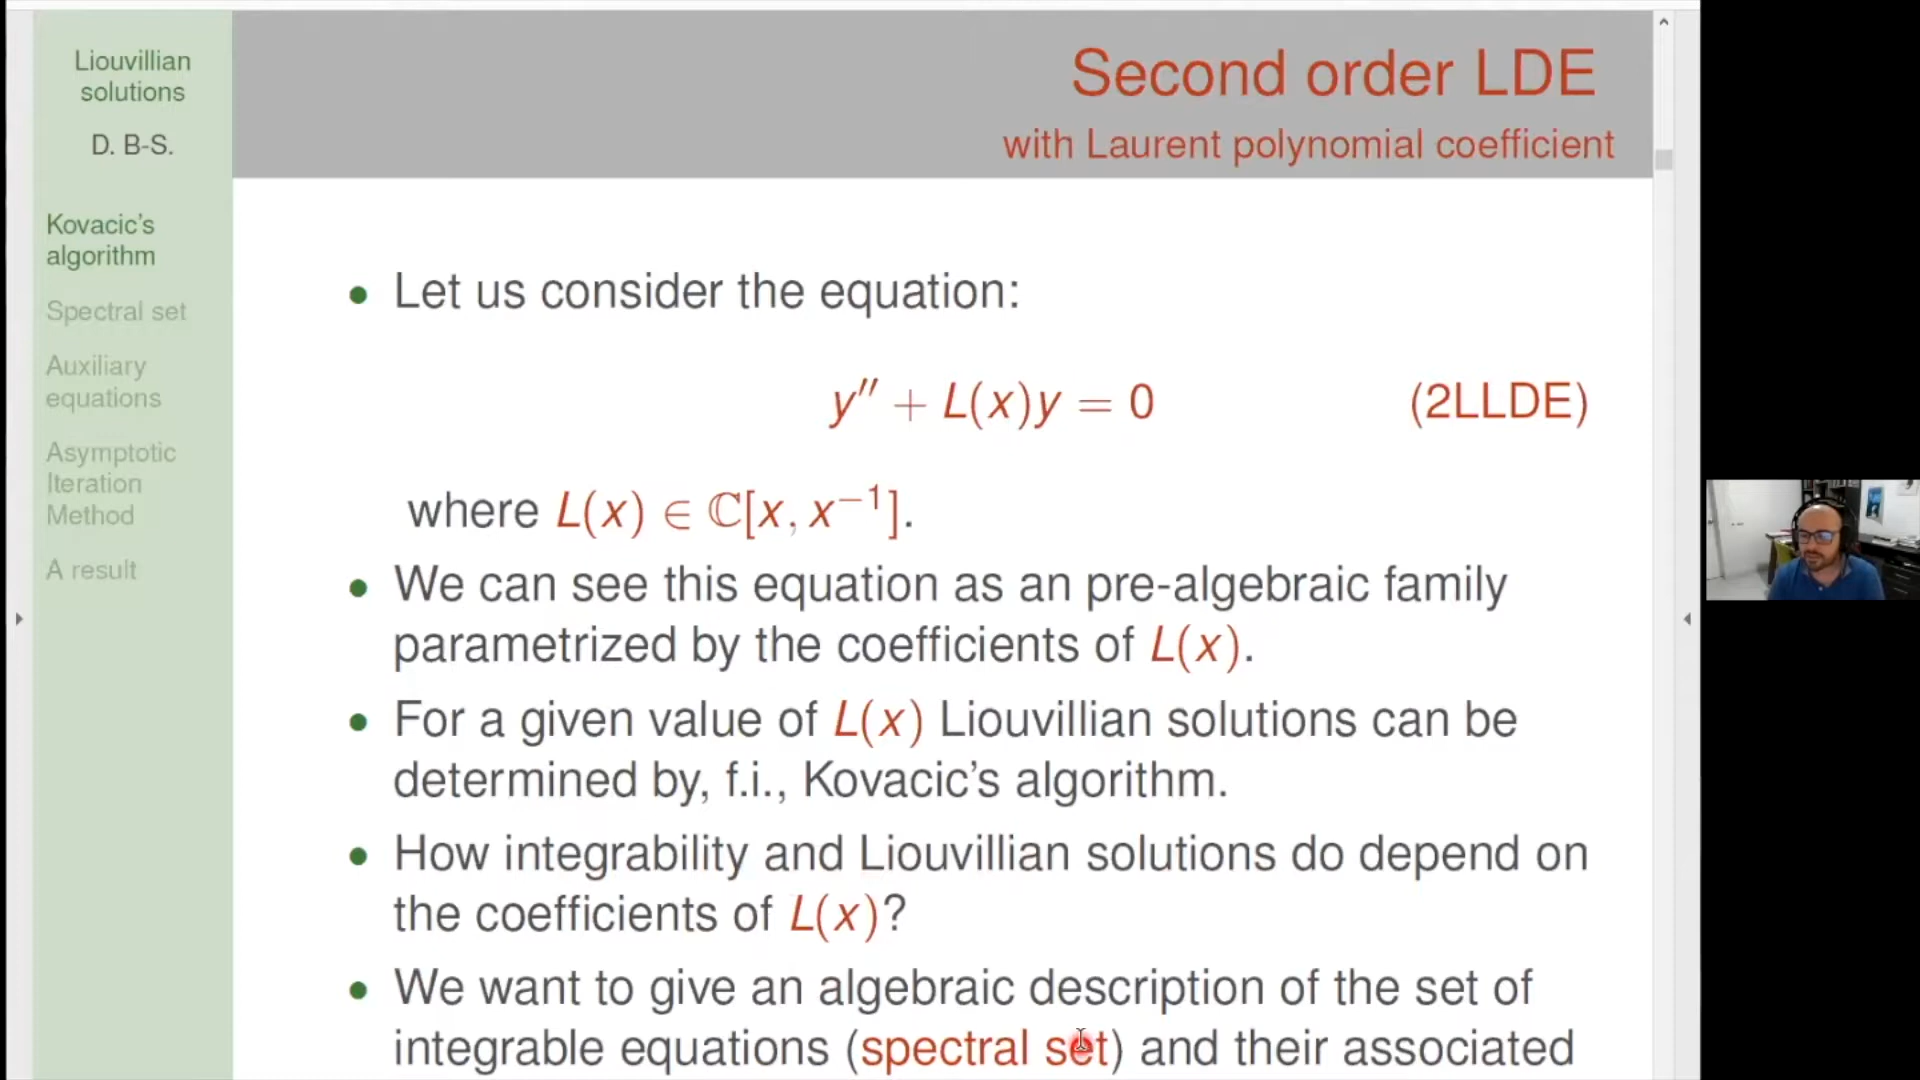 Liouvillian
solutions
D. B-S.
Kovacic's
algorithm
Spectral set
Auxiliary
equations
Asymptotic
Iteration
Method
A result
Second order LDE
with Laurent polynomial coefficient
• Let us consider the equation:
y″ + L(x)y = 0 (2LLDE)
where L(x) ∈ ℂ[x, x⁻¹].
• We can see this equation as an pre-algebraic family
parametrized by the coefficients of L(x).
• For a given value of L(x) Liouvillian solutions can be
determined by, f.i., Kovacic's algorithm.
• How integrability and Liouvillian solutions do depend on
the coefficients of L(x)?
• We want to give an algebraic description of the set of
integrable equations (spectral set) and their associated